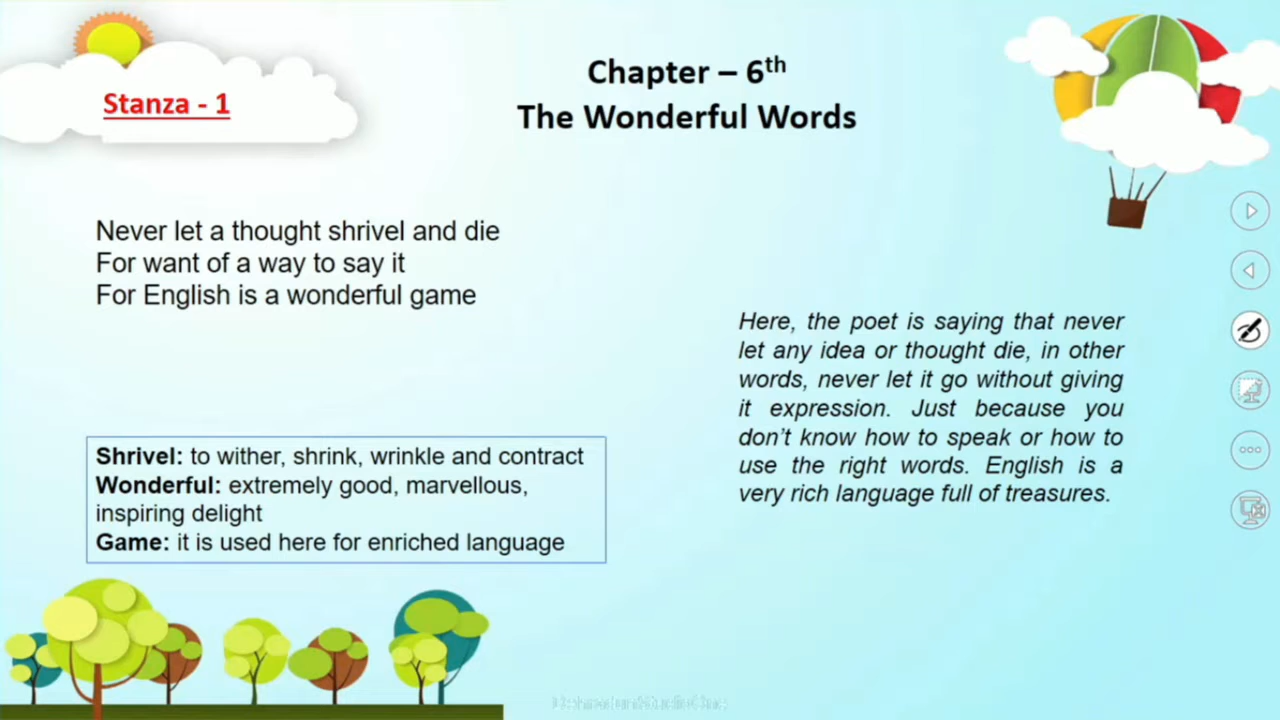 Chapter – 6th
The Wonderful Words
Stanza - 1
Never let a thought shrivel and die
For want of a way to say it
For English is a wonderful game
Here, the poet is saying that never
let any idea or thought die, in other
words, never let it go without giving
it expression. Just because you
don't know how to speak or how to
use the right words. English is a
very rich language full of treasures.
Shrivel: to wither, shrink, wrinkle and contract
Wonderful: extremely good, marvellous,
inspiring delight
Game: it is used here for enriched language